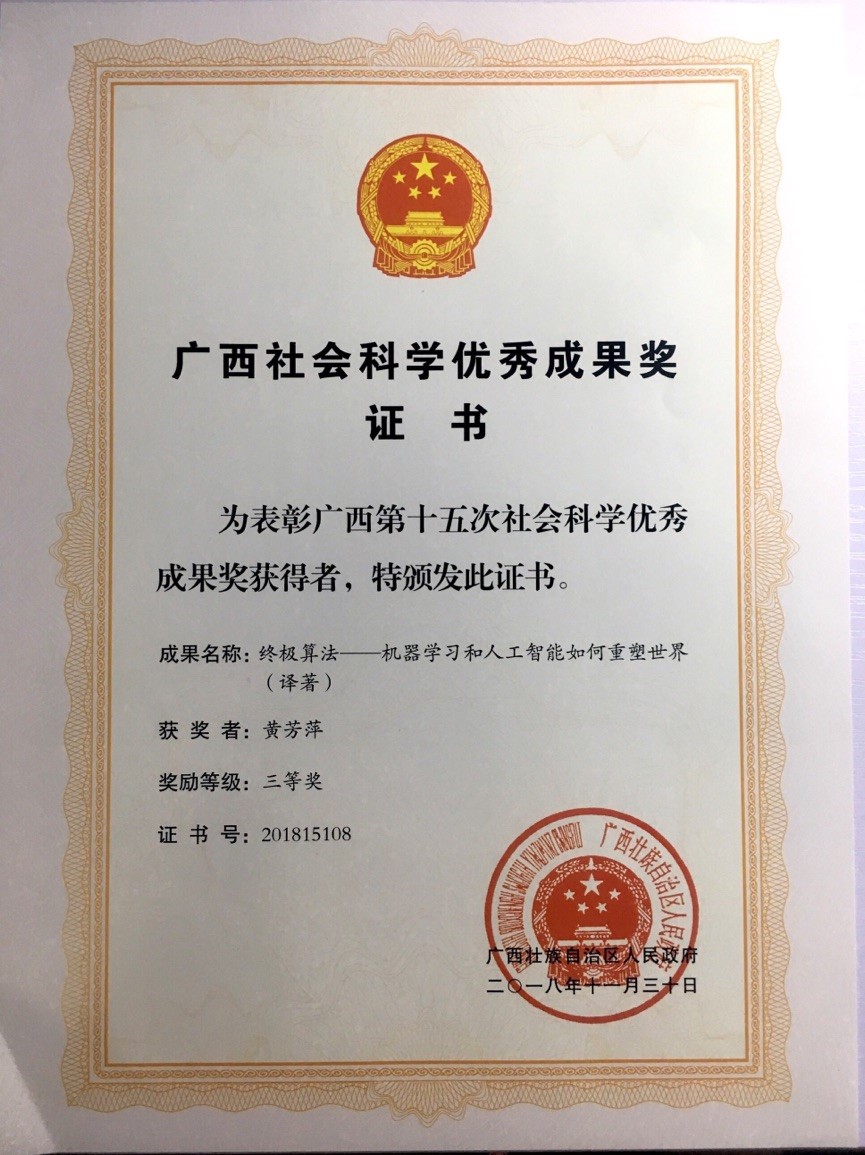 广西社会科学优秀成果奖
证 书
为表彰广西第十五次社会科学优秀
成果奖获得者，特颁发此证书。
成果名称：终极算法——机器学习和人工智能如何重塑世界
（译著）
获 奖 者：黄芳萍
奖励等级：三等奖
证 书 号：201815108
广西壮族自治区人民政府
广西壮族自治区人民政府
二〇一八年十一月三十日